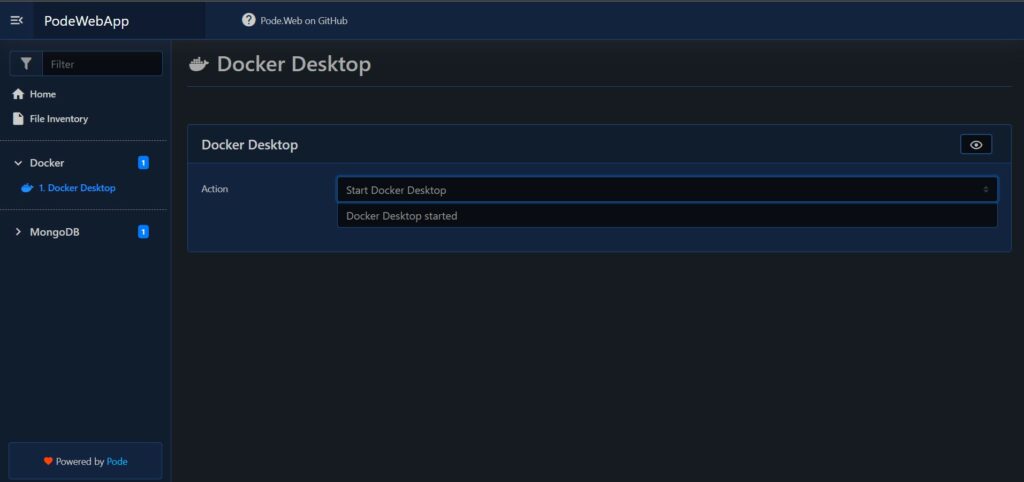 PodeWebApp
Pode.Web on GitHub
Filter
Home
File Inventory
Docker 1
1. Docker Desktop
MongoDB 1
Powered by Pode
Docker Desktop
Docker Desktop
Action
Start Docker Desktop
Docker Desktop started